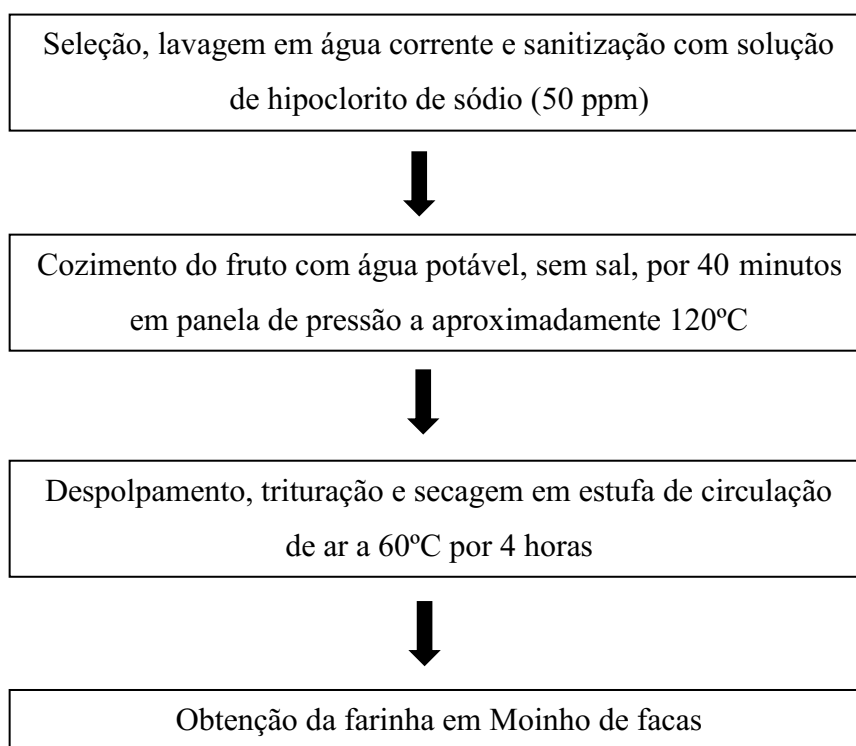 Seleção, lavagem em água corrente e sanitização com solução
de hipoclorito de sódio (50 ppm)
Cozimento do fruto com água potável, sem sal, por 40 minutos
em panela de pressão a aproximadamente 120ºC
Despolpamento, trituração e secagem em estufa de circulação
de ar a 60ºC por 4 horas
Obtenção da farinha em Moinho de facas